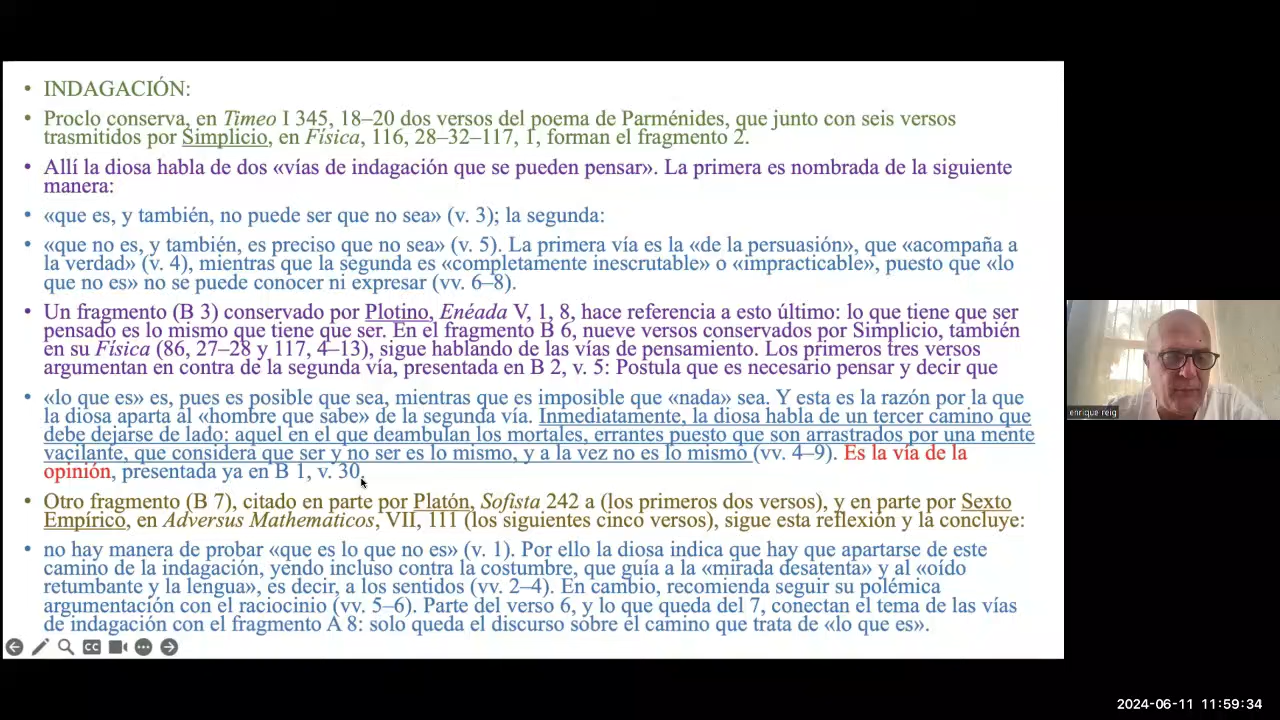 INDAGACIÓN:
Proclo conserva, en Timeo I 345, 18–20 dos versos del poema de Parménides, que junto con seis versos
trasmitidos por Simplicio, en Física, 116, 28–32–117, 1, forman el fragmento 2.
Allí la diosa habla de dos «vías de indagación que se pueden pensar». La primera es nombrada de la siguiente
manera:
«que es, y también, no puede ser que no sea» (v. 3); la segunda:
«que no es, y también, es preciso que no sea» (v. 5). La primera vía es la «de la persuasión», que «acompaña a
la verdad» (v. 4), mientras que la segunda es «completamente inescrutable» o «impracticable», puesto que «lo
que no es» no se puede conocer ni expresar (vv. 6–8).
Un fragmento (B 3) conservado por Plotino, Enéada V, 1, 8, hace referencia a esto último: lo que tiene que ser
pensado es lo mismo que tiene que ser. En el fragmento B 6, nueve versos conservados por Simplicio, también
en su Física (86, 27–28 y 117, 4–13), sigue hablando de las vías de pensamiento. Los primeros tres versos
argumentan en contra de la segunda vía, presentada en B 2, v. 5: Postula que es necesario pensar y decir que
«lo que es» es, pues es posible que sea, mientras que es imposible que «nada» sea. Y esta es la razón por la que
la diosa aparta al «hombre que sabe» de la segunda vía. Inmediatamente, la diosa habla de un tercer camino que
debe dejarse de lado: aquel en el que deambulan los mortales, errantes puesto que son arrastrados por una mente
vacilante, que considera que ser y no ser es lo mismo, y a la vez no es lo mismo (vv. 4–9). Es la vía de la
opinión, presentada ya en B 1, v. 30.
Otro fragmento (B 7), citado en parte por Platón, Sofista 242 a (los primeros dos versos), y en parte por Sexto
Empírico, en Adversus Mathematicos, VII, 111 (los siguientes cinco versos), sigue esta reflexión y la concluye:
no hay manera de probar «que es lo que no es» (v. 1). Por ello la diosa indica que hay que apartarse de este
camino de la indagación, yendo incluso contra la costumbre, que guía a la «mirada desatenta» y al «oído
retumbante y la lengua», es decir, a los sentidos (vv. 2–4). En cambio, recomienda seguir su polémica
argumentación con el raciocinio (vv. 5–6). Parte del verso 6, y lo que queda del 7, conectan el tema de las vías
de indagación con el fragmento A 8: solo queda el discurso sobre el camino que trata de «lo que es».
CC
enrique reig
2024-06-11 11:59:34